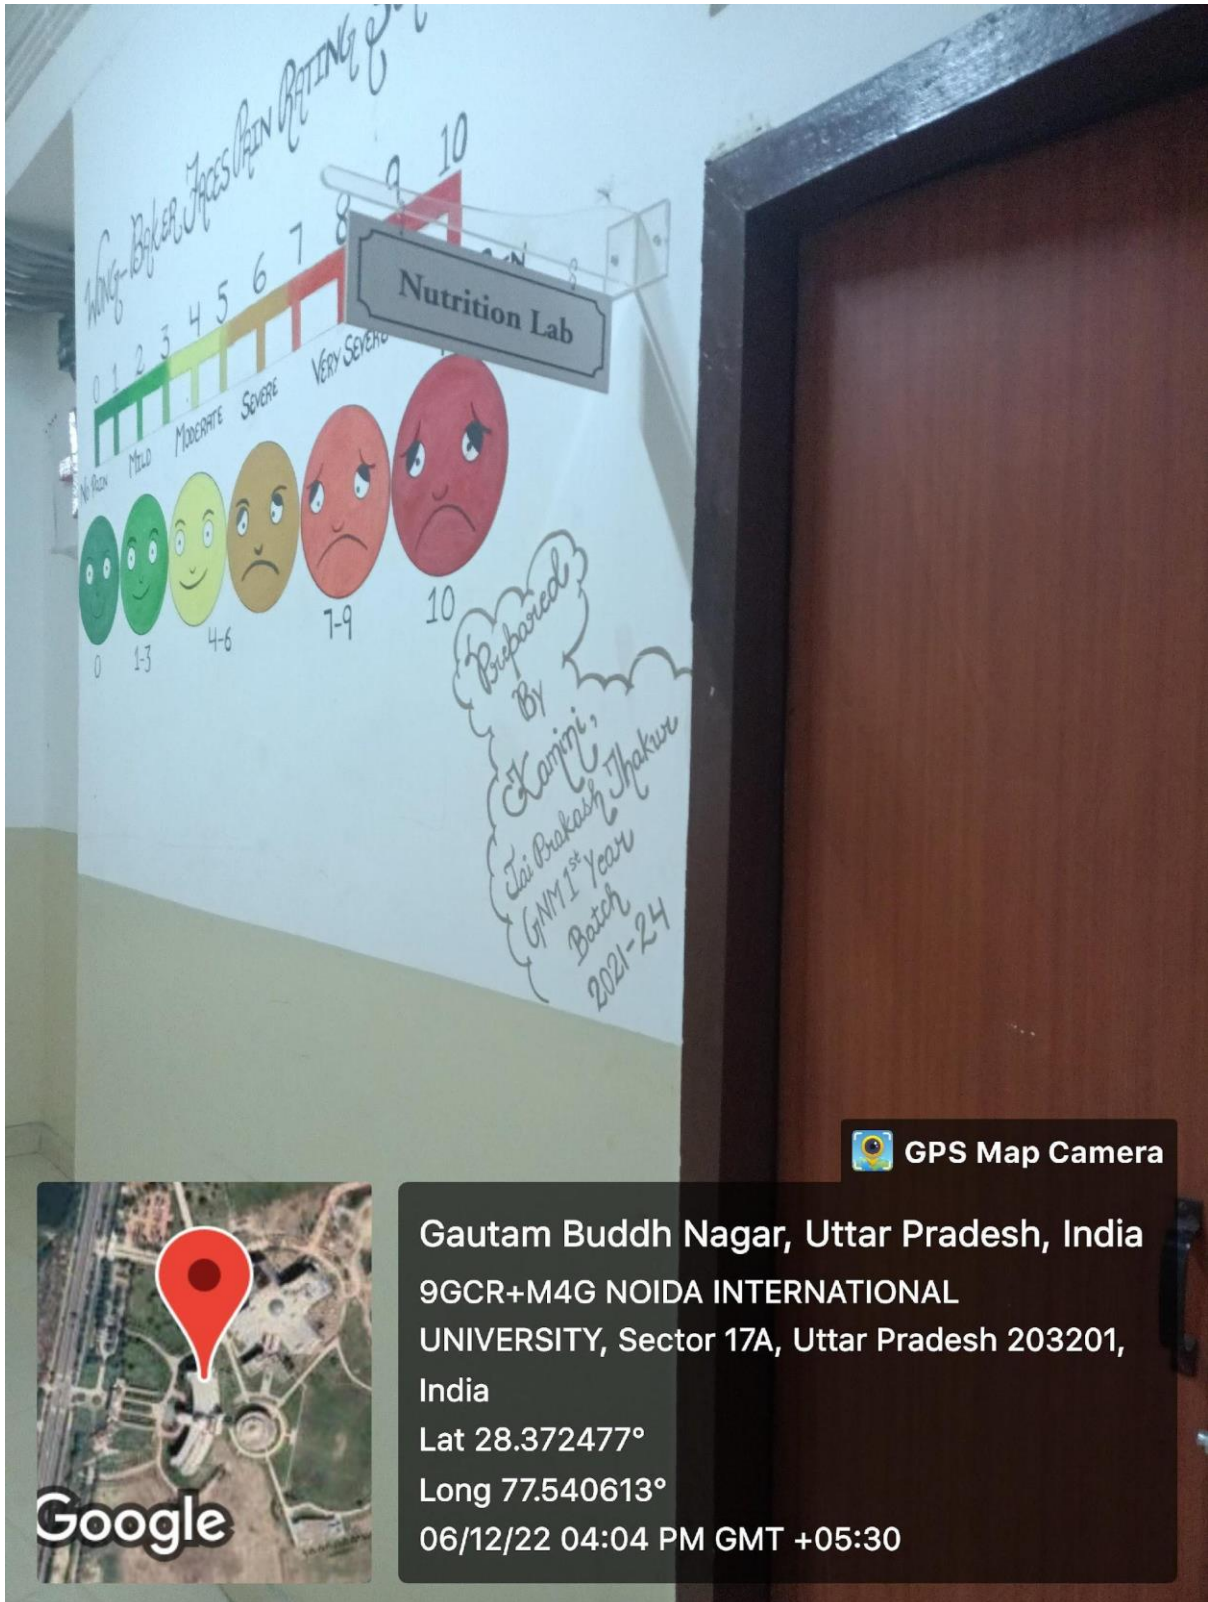 WONG-BAKER FACES PAIN RATING
0 1 2 3 4 5 6 7 8 9 10
NO PAIN
MILD
MODERATE
SEVERE
VERY SEVERE
0
1-3
4-6
7-9
10
Nutrition Lab
Prepared
By
Kamini,
Jai Prakash Thakur
GNM 1st Year
Batch
2021-24
GPS Map Camera
Gautam Buddh Nagar, Uttar Pradesh, India
9GCR+M4G NOIDA INTERNATIONAL
UNIVERSITY, Sector 17A, Uttar Pradesh 203201,
India
Lat 28.372477°
Long 77.540613°
06/12/22 04:04 PM GMT +05:30
Google